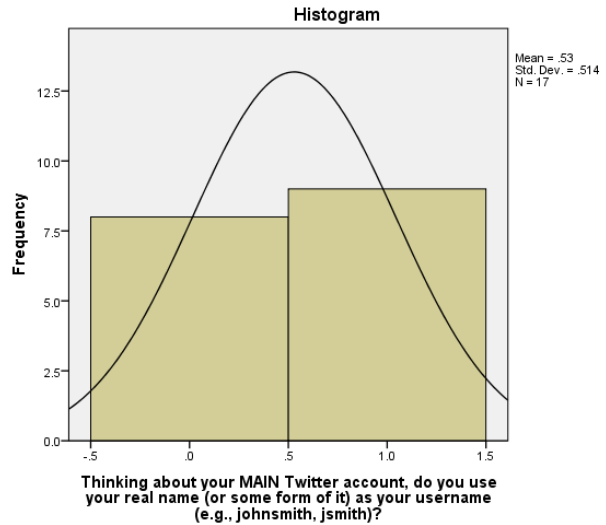 Histogram
Mean = .53
Std. Dev. = .514
N = 17
12.5
10.0
7.5
5.0
2.5
0.0
Frequency
-.5
.0
.5
1.0
1.5
Thinking about your MAIN Twitter account, do you use
your real name (or some form of it) as your username
(e.g., johnsmith, jsmith)?